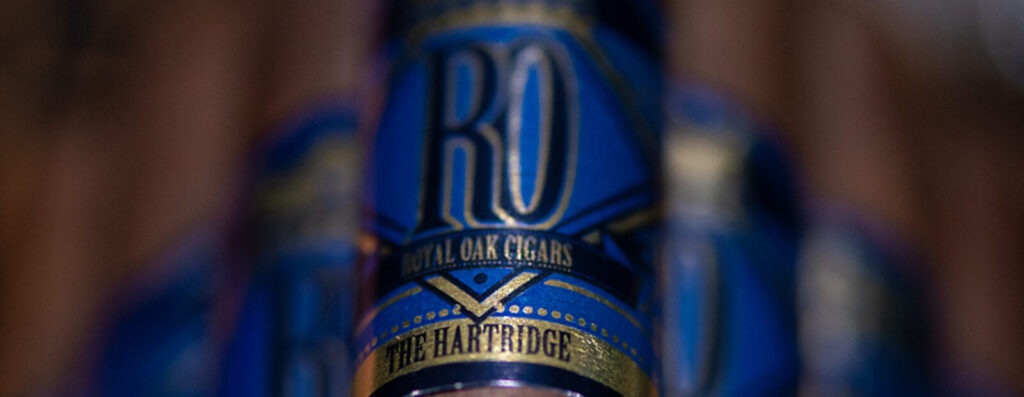 RO
ROYAL OAK CIGARS
THE HARTRIDGE